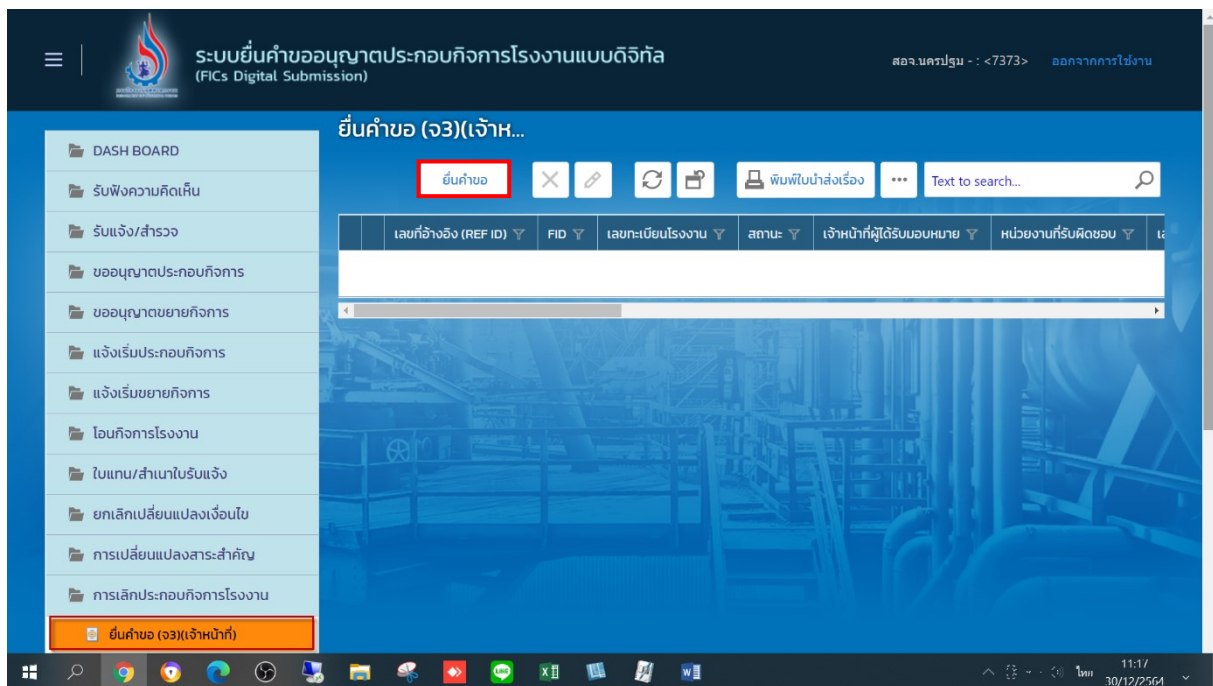 ระบบยื่นคำขออนุญาตประกอบกิจการโรงงานแบบดิจิทัล
(FICs Digital Submission)
สอจ.นครปฐม - : <7373> ออกจากการใช้งาน
ยื่นคำขอ (จ3)(เจ้าห...
ยื่นคำขอ พิมพ์ใบนำส่งเรื่อง ... Text to search...
เลขที่อ้างอิง (REF ID) FID เลขทะเบียนโรงงาน สถานะ เจ้าหน้าที่ผู้ได้รับมอบหมาย หน่วยงานที่รับผิดชอบ
DASH BOARD
รับฟังความคิดเห็น
รับแจ้ง/สำรวจ
ขออนุญาตประกอบกิจการ
ขออนุญาตขยายกิจการ
แจ้งเริ่มประกอบกิจการ
แจ้งเริ่มขยายกิจการ
โอนกิจการโรงงาน
ใบแทน/สำเนาใบรับแจ้ง
ยกเลิกเปลี่ยนแปลงเงื่อนไข
การเปลี่ยนแปลงสาระสำคัญ
การเลิกประกอบกิจการโรงงาน
ยื่นคำขอ (จ3)(เจ้าหน้าที่)
ไทย 11:17
30/12/2564